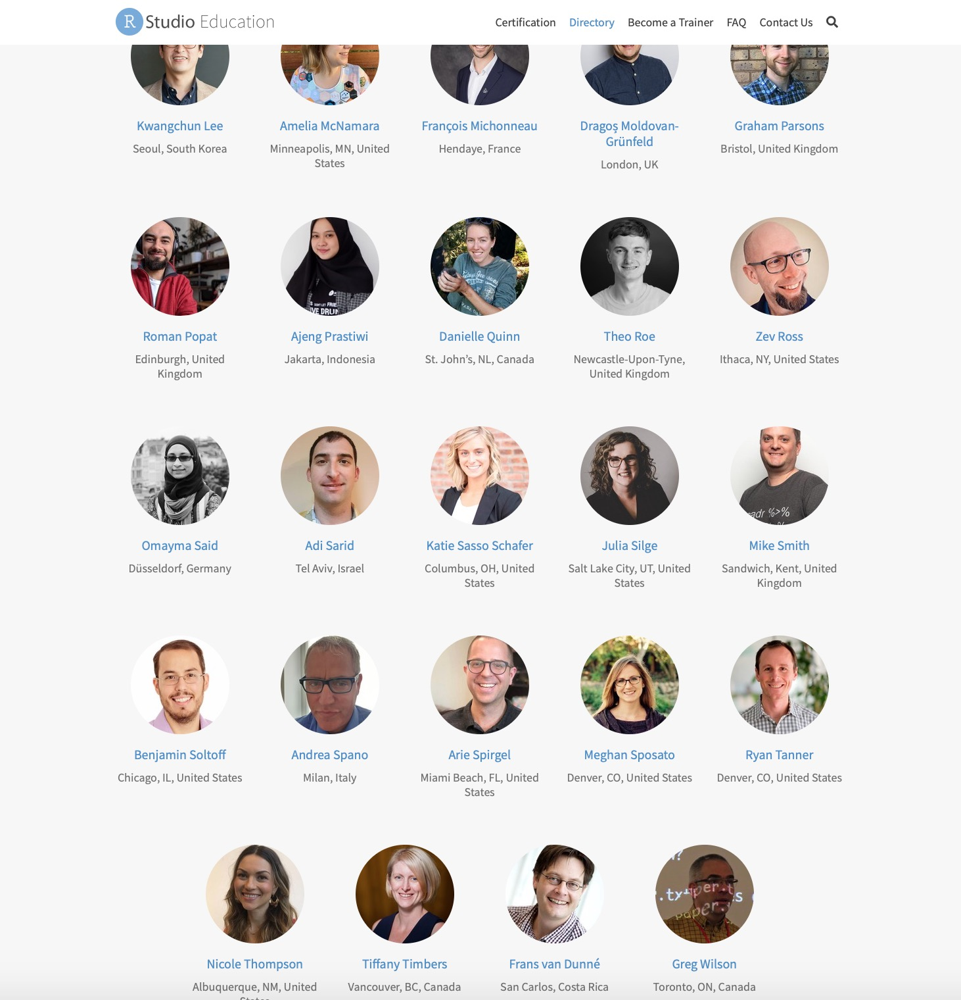 R Studio Education
Certification
Directory
Become a Trainer
FAQ
Contact Us
Kwangchun Lee
Seoul, South Korea
Amelia McNamara
Minneapolis, MN, United
States
François Michonneau
Hendaye, France
Dragoș Moldovan-
Grünfeld
London, UK
Graham Parsons
Bristol, United Kingdom
Roman Popat
Edinburgh, United
Kingdom
Ajeng Prastiwi
Jakarta, Indonesia
Danielle Quinn
St. John’s, NL, Canada
Theo Roe
Newcastle-Upon-Tyne,
United Kingdom
Zev Ross
Ithaca, NY, United States
Omayma Said
Düsseldorf, Germany
Adi Sarid
Tel Aviv, Israel
Katie Sasso Schafer
Columbus, OH, United
States
Julia Silge
Salt Lake City, UT, United
States
adr %>%
Mike Smith
Sandwich, Kent, United
Kingdom
Benjamin Soltoff
Chicago, IL, United States
Andrea Spano
Milan, Italy
Arie Spirgel
Miami Beach, FL, United
States
Meghan Sposato
Denver, CO, United States
Ryan Tanner
Denver, CO, United States
Nicole Thompson
Albuquerque, NM, United
States
Tiffany Timbers
Vancouver, BC, Canada
Frans van Dunné
San Carlos, Costa Rica
Greg Wilson
Toronto, ON, Canada